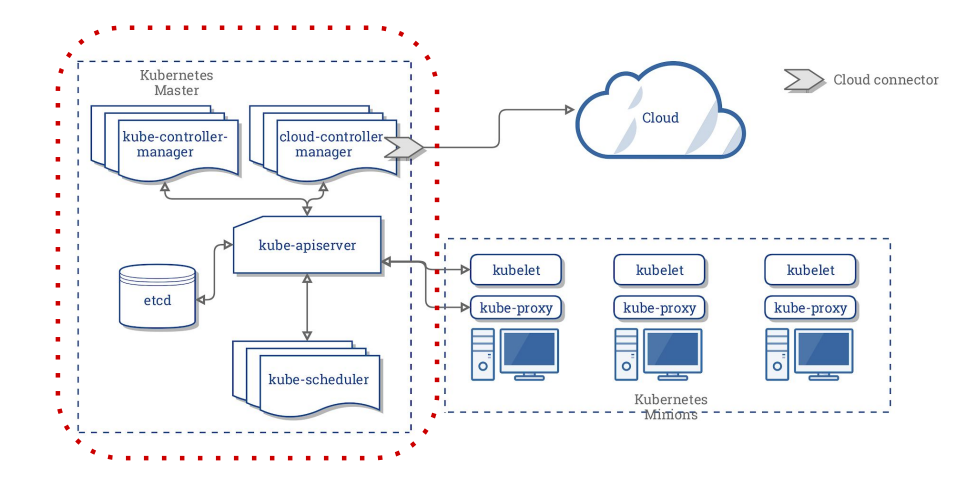 Kubernetes
Master
kube-controller-
manager
cloud-controller
manager
Cloud
Cloud connector
kube-apiserver
etcd
kube-scheduler
kubelet
kubelet
kubelet
kube-proxy
kube-proxy
kube-proxy
Kubernetes
Minions